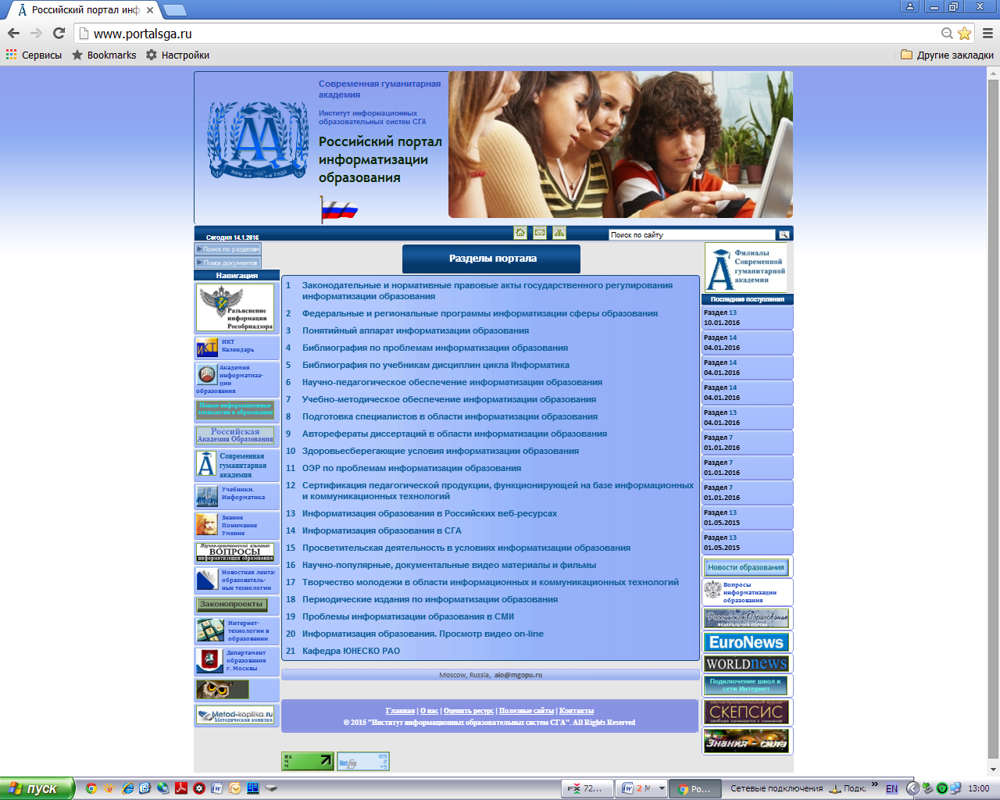 Российский портал инф
www.portalsga.ru
Сервисы Bookmarks Настройки Другие закладки
Современная гуманитарная
академия
Институт информационных
образовательных систем СГА
Российский портал
информатизации
образования
Сегодня 14.1.2016
Поиск по сайту
Поиск по разделам
Поиск документов
Навигация
Разъяснение
информации
Рособрнадзора
ИКТ
ИКТ
Календарь
Академия
информатиза-
ции
образования
Новые информационные
технологии в образовании
Российская
Академия Образования
Современная
гуманитарная
академия
Учебники.
Информатика
Знание
Понимание
Умение
Научно-практический альманах
ВОПРОСЫ
информатизации образования
Новостная лента:
образователь-
ные технологии
Законопроекты
Интернет-
технологии в
образовании
Департамент
образования
г. Москвы
Metod-kopilka.ru
Методическая копилка
Разделы портала
1 Законодательные и нормативные правовые акты государственного регулирования
информатизации образования
2 Федеральные и региональные программы информатизации сферы образования
3 Понятийный аппарат информатизации образования
4 Библиография по проблемам информатизации образования
5 Библиография по учебникам дисциплин цикла Информатика
6 Научно-педагогическое обеспечение информатизации образования
7 Учебно-методическое обеспечение информатизации образования
8 Подготовка специалистов в области информатизации образования
9 Авторефераты диссертаций в области информатизации образования
10 Здоровьесберегающие условия информатизации образования
11 ОЭР по проблемам информатизации образования
12 Сертификация педагогической продукции, функционирующей на базе информационных
и коммуникационных технологий
13 Информатизация образования в Российских веб-ресурсах
14 Информатизация образования в СГА
15 Просветительская деятельность в условиях информатизации образования
16 Научно-популярные, документальные видео материалы и фильмы
17 Творчество молодежи в области информационных и коммуникационных технологий
18 Периодические издания по информатизации образования
19 Проблемы информатизации образования в СМИ
20 Информатизация образования. Просмотр видео on-line
21 Кафедра ЮНЕСКО РАО
Moscow, Russia, aio@mgopu.ru
Главная | О нас | Оценить ресурс | Полезные сайты | Контакты
© 2015 "Институт информационных образовательных систем СГА". All Rights Reserved
Филиалы
Современной
гуманитарной
академии
Последние поступления
Раздел 13
10.01.2016
Раздел 14
04.01.2016
Раздел 14
04.01.2016
Раздел 14
04.01.2016
Раздел 13
04.01.2016
Раздел 7
01.01.2016
Раздел 7
01.01.2016
Раздел 7
01.01.2016
Раздел 13
01.05.2015
Раздел 13
01.05.2015
Новости образования
Вопросы
информатизации
образования
Российское Образование
ФЕДЕРАЛЬНЫЙ ПОРТАЛ
EuroNews
WORLDnews
Подключение школ к
сети Интернет
СКЕПСИС
Знания - сила
HotLog
пуск
72...
2 М
Ро...
Сетевые подключения
Подк
»
EN
13:00